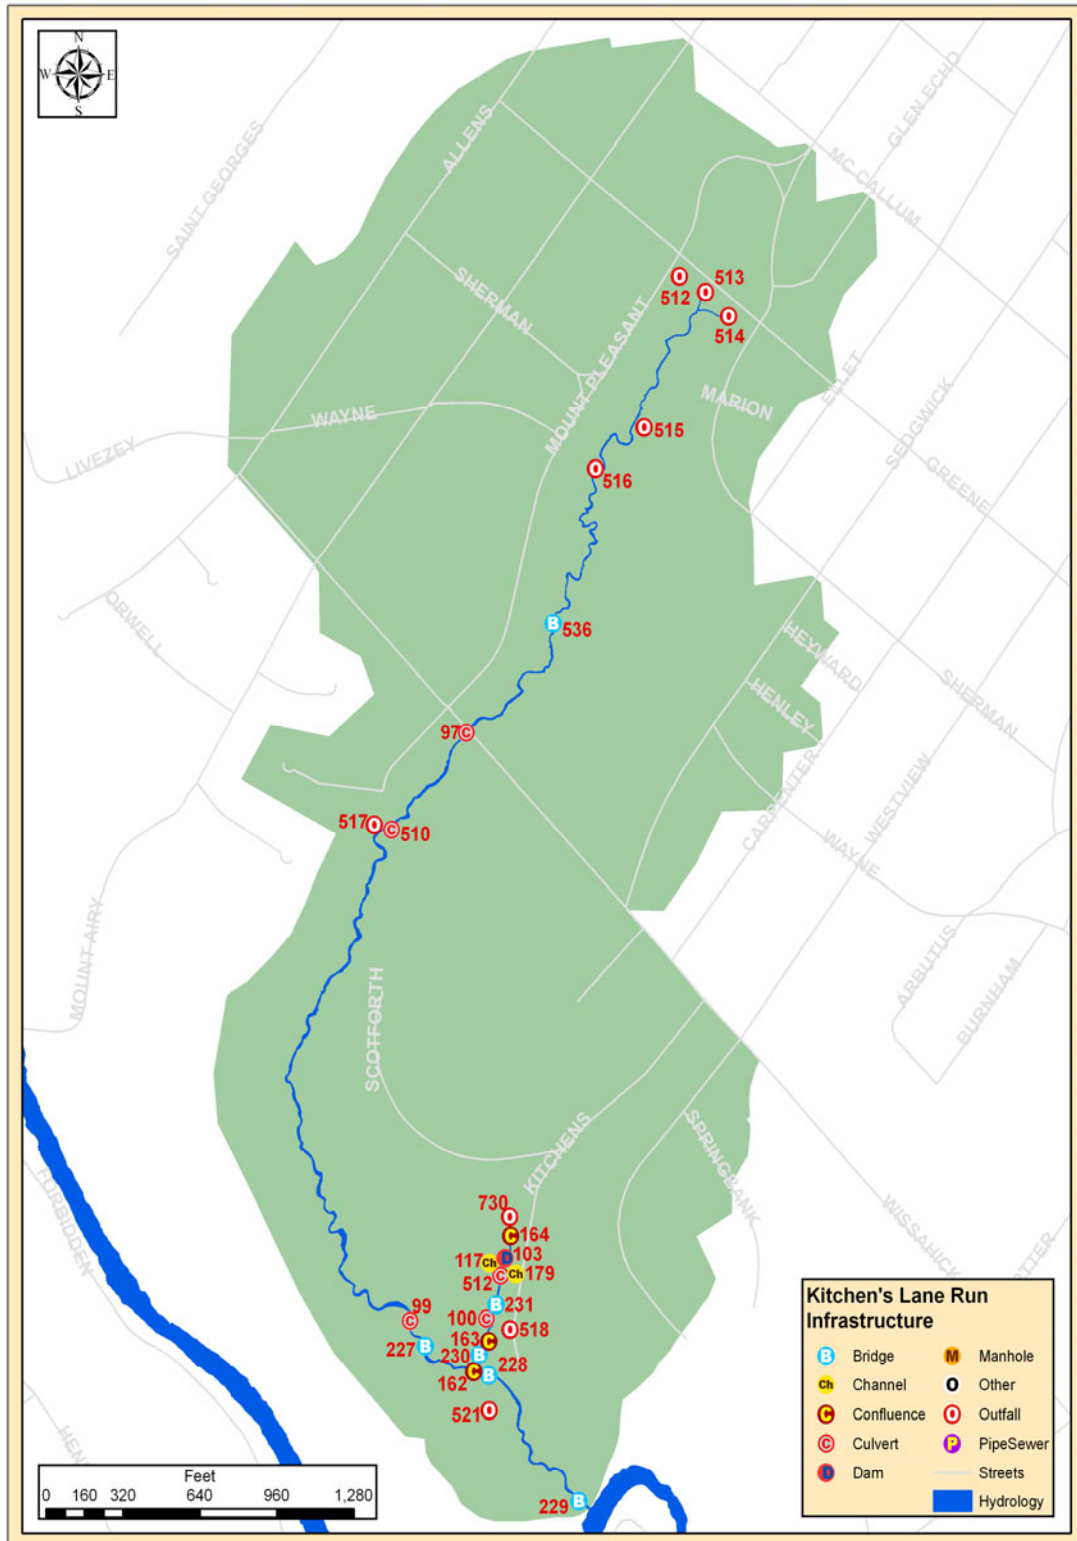 N
W E
S
SAINT GEORGES
ALLENS
GLEN ECHO
MC CALLUM
SHERMAN
513
512
514
MOUNT PLEASANT
MARION
ELLET
SEDGWICK
WAYNE
LIVEZEY
515
516
GREENE
ORWELL
536
HEYWARD
HENLEY
SHERMAN
97
CARPENTER
WESTVIEW
WAYNE
517
510
MOUNT AIRY
ARBUTUS
BURNHAM
SCOTFORTH
KITCHENS
SPRINGBANK
FORBIDDEN
WISSAHICK
730
164
103
117
179
512
231
99
100
518
163
227
230
228
162
521
229
HEN
Kitchen's Lane Run
Infrastructure
B Bridge
Ch Channel
C Confluence
C Culvert
D Dam
M Manhole
O Other
O Outfall
P PipeSewer
Streets
Hydrology
Feet
0 160 320 640 960 1,280